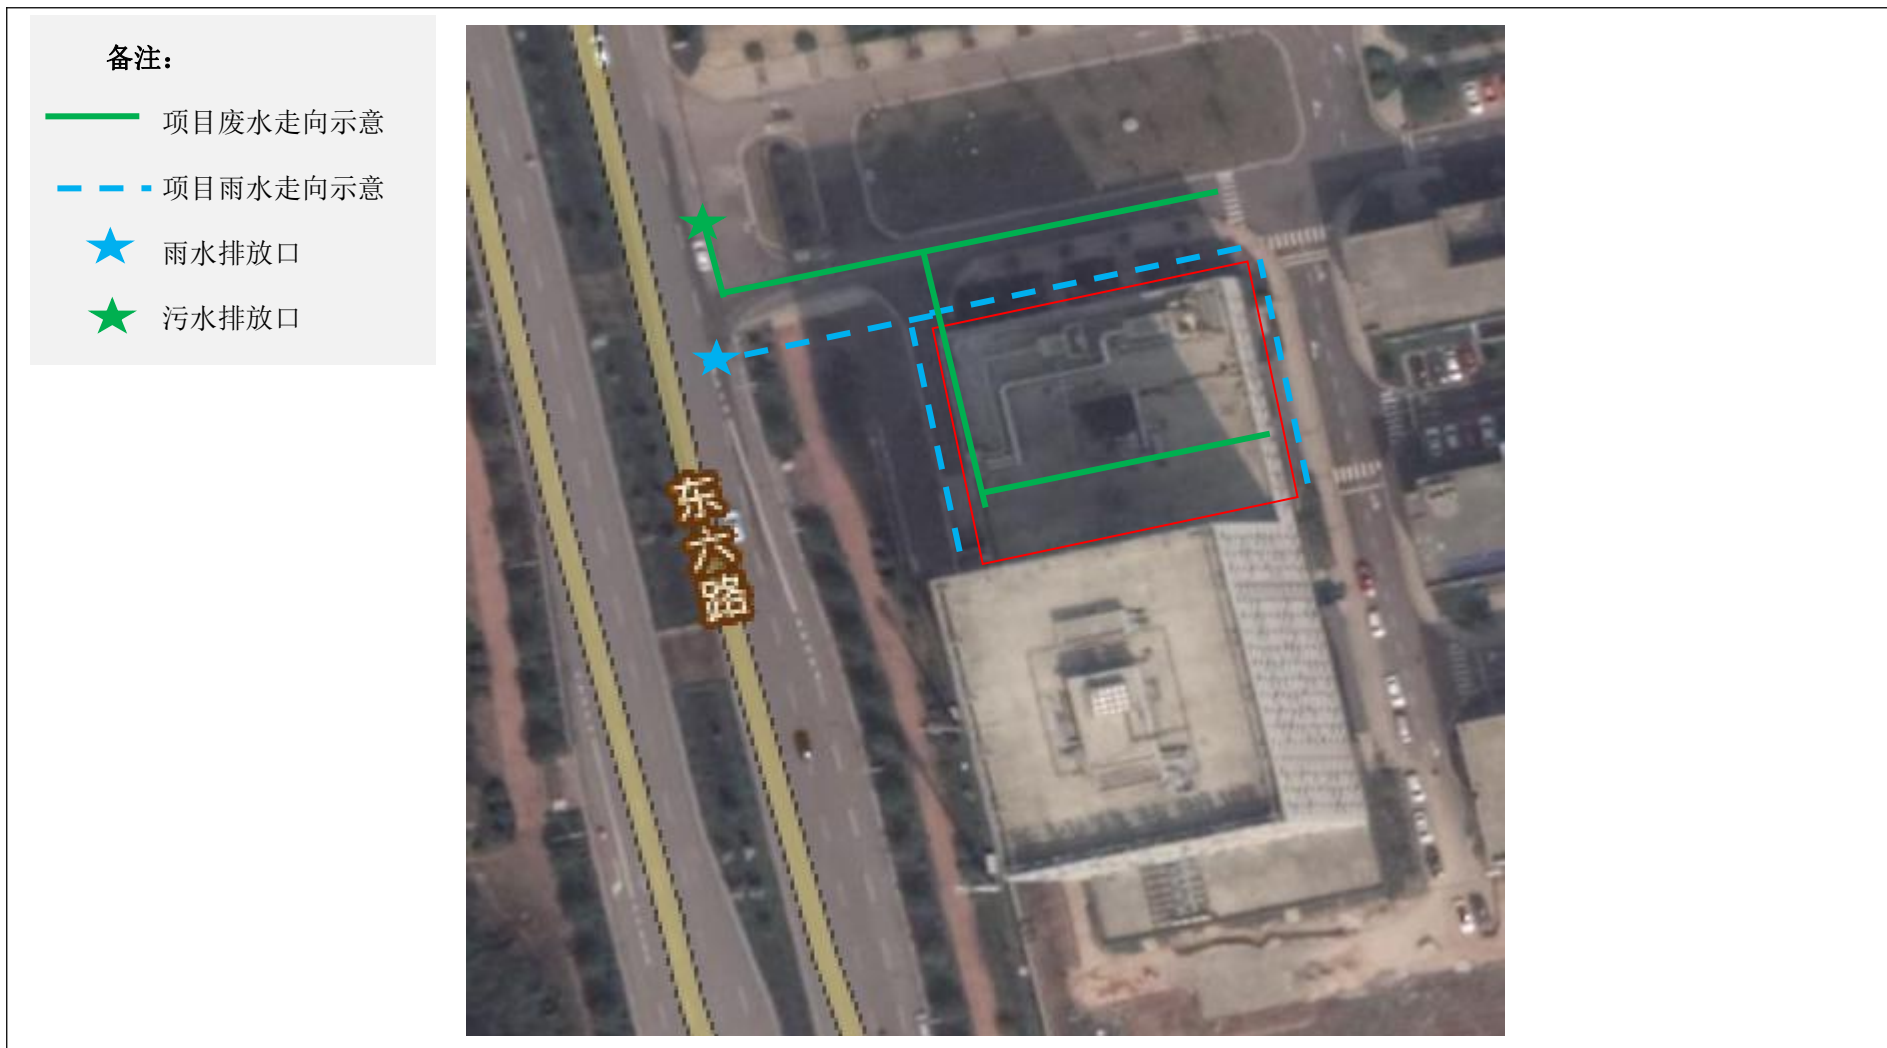 备注：
项目废水走向示意
项目雨水走向示意
雨水排放口
污水排放口
东六路